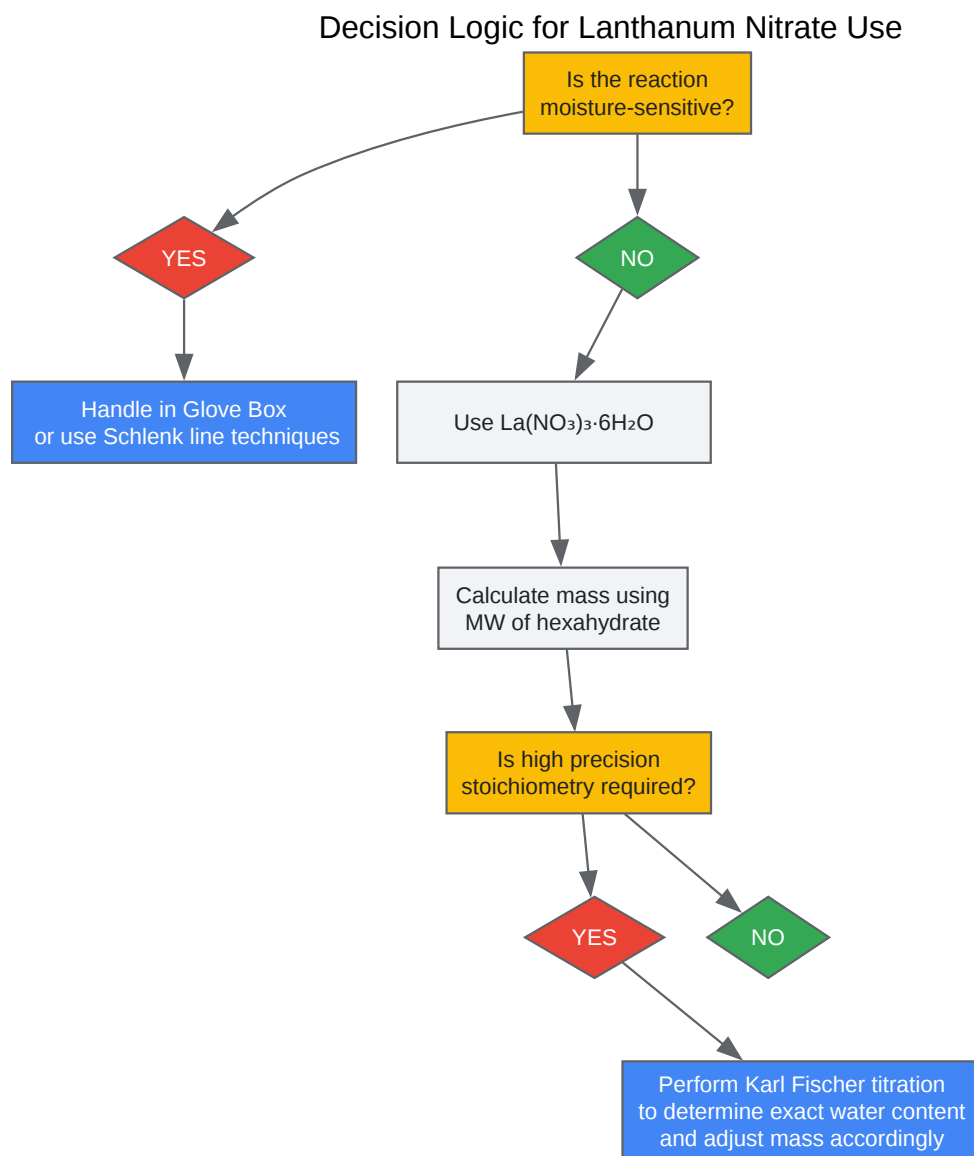 Decision Logic for Lanthanum Nitrate Use
Is the reaction
moisture-sensitive?
YES
NO
Handle in Glove Box
or use Schlenk line techniques
Use La(NO₃)₃·6H₂O
Calculate mass using
MW of hexahydrate
Is high precision
stoichiometry required?
YES
NO
Perform Karl Fischer titration
to determine exact water content
and adjust mass accordingly